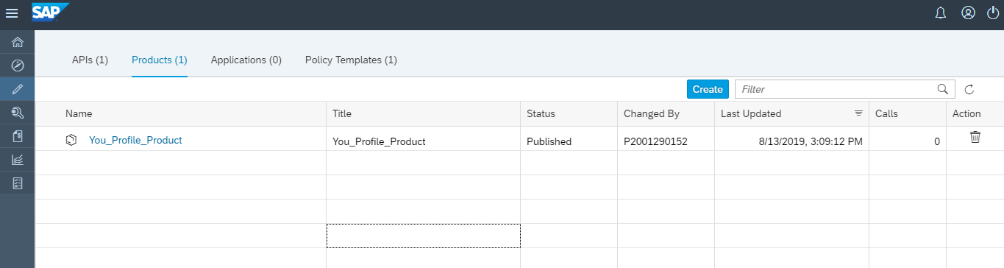 SAP
APIs (1) Products (1) Applications (0) Policy Templates (1)
Create Filter
Name Title Status Changed By Last Updated Calls Action
You_Profile_Product You_Profile_Product Published P2001290152 8/13/2019, 3:09:12 PM 0